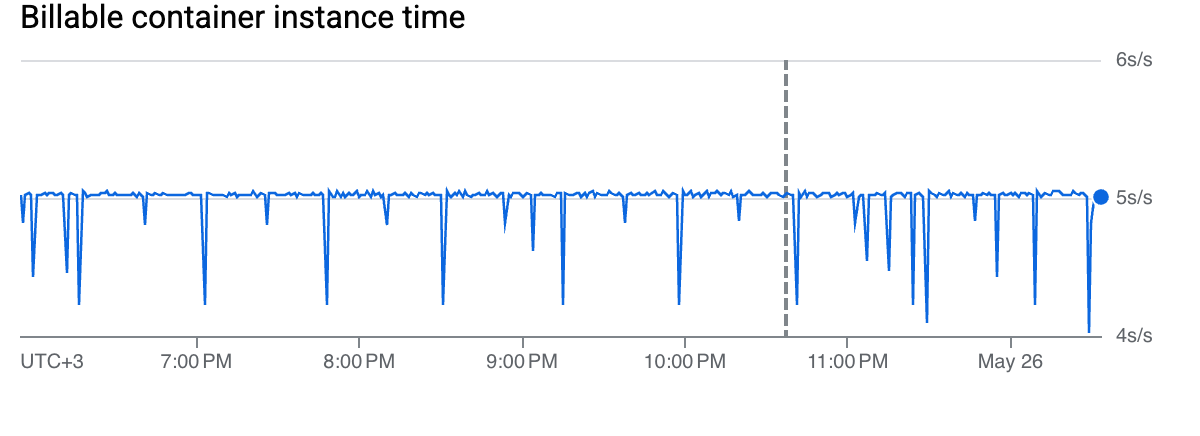 Billable container instance time
6s/s
5s/s
4s/s
UTC+3 7:00 PM 8:00 PM 9:00 PM 10:00 PM 11:00 PM May 26